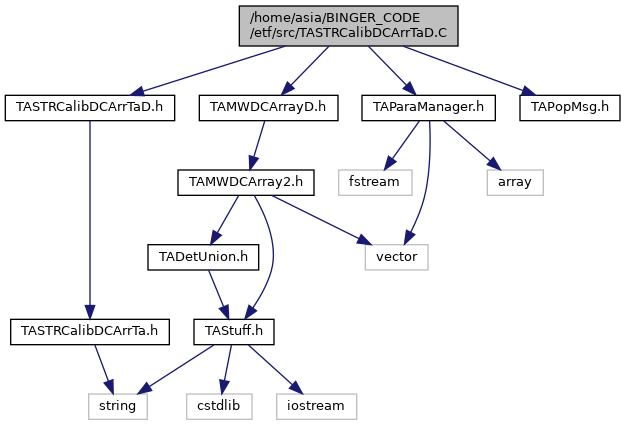 /home/asia/BINGER_CODE
/etf/src/TASTRCalibDCArrTaD.C
TASTRCalibDCArrTaD.h
TAMWDCArrayD.h
TAParaManager.h
TAPopMsg.h
TAMWDCArray2.h
fstream
array
TADetUnion.h
vector
TASTRCalibDCArrTa.h
TAStuff.h
string
cstdlib
iostream